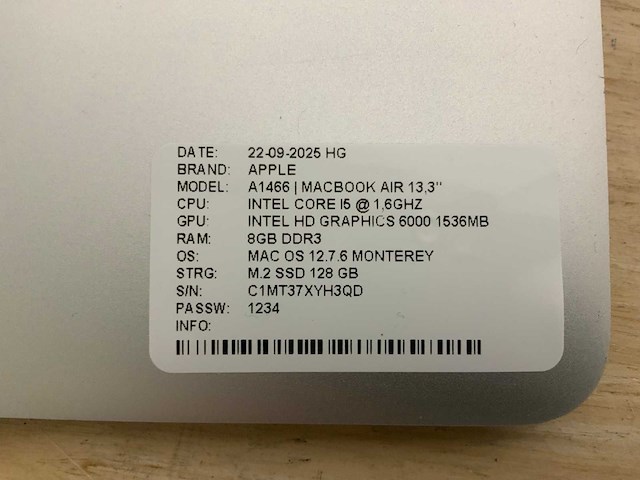 DATE: 22-09-2025 HG
BRAND: APPLE
MODEL: A1466 | MACBOOK AIR 13,3"
CPU: INTEL CORE I5 @ 1,6GHZ
GPU: INTEL HD GRAPHICS 6000 1536MB
RAM: 8GB DDR3
OS: MAC OS 12.7.6 MONTEREY
STRG: M.2 SSD 128 GB
S/N: C1MT37XYH3QD
PASSW: 1234
INFO: